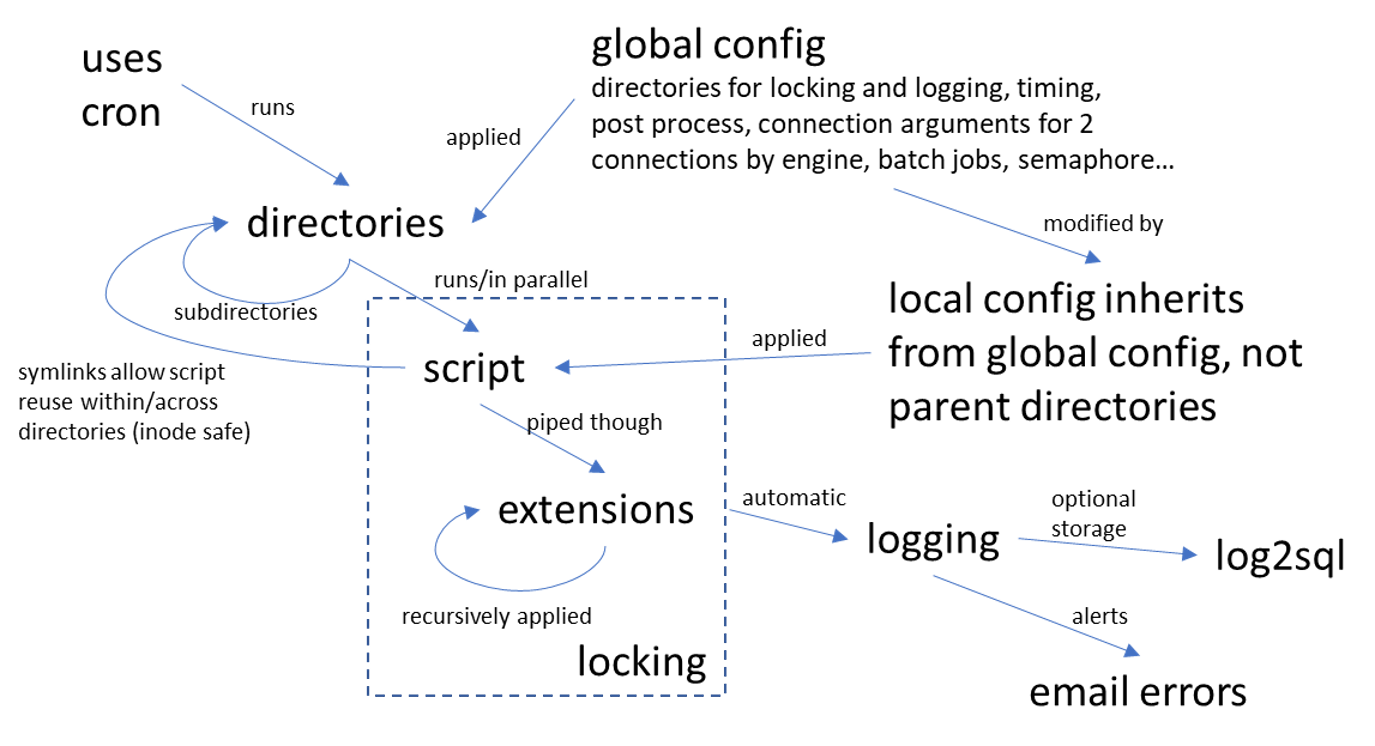 uses
cron
runs
global config
directories for locking and logging, timing,
post process, connection arguments for 2
connections by engine, batch jobs, semaphore...
applied
directories
modified by
subdirectories
runs/in parallel
local config inherits
from global config, not
parent directories
applied
script
symlinks allow script
reuse within/across
directories (inode safe)
piped though
extensions
recursively applied
locking
automatic
logging
optional
storage
log2sql
alerts
email errors